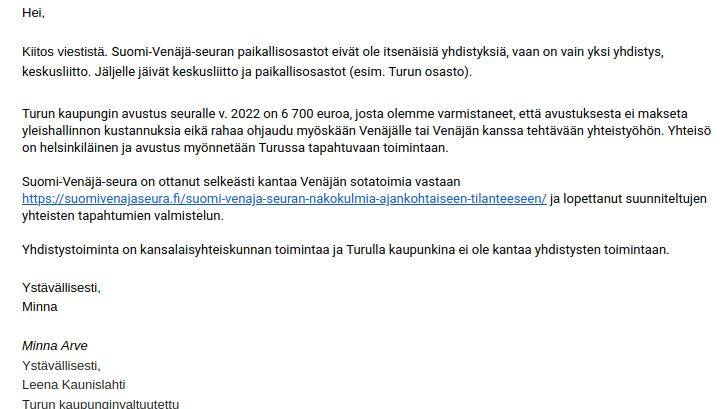 Hei,
Kiitos viestistä. Suomi-Venäjä-seuran paikallisosastot eivät ole itsenäisiä yhdistyksiä, vaan on vain yksi yhdistys,
keskusliitto. Jäljelle jäivät keskusliitto ja paikallisosastot (esim. Turun osasto).
Turun kaupungin avustus seuralle v. 2022 on 6 700 euroa, josta olemme varmistaneet, että avustuksesta ei makseta
yleishallinnon kustannuksia eikä rahaa ohjaudu myöskään Venäjälle tai Venäjän kanssa tehtävään yhteistyöhön. Yhteisö
on helsinkiläinen ja avustus myönnetään Turussa tapahtuvaan toimintaan.
Suomi-Venäjä-seura on ottanut selkeästi kantaa Venäjän sotatoimia vastaan
https://suomivenajaseura.fi/suomi-venaja-seuran-nakokulmia-ajankohtaiseen-tilanteeseen/ ja lopettanut suunniteltujen
yhteisten tapahtumien valmistelun.
Yhdistystoiminta on kansalaisyhteiskunnan toimintaa ja Turulla kaupunkina ei ole kantaa yhdistysten toimintaan.
Ystävällisesti,
Minna
Minna Arve
Ystävällisesti,
Leena Kaunislahti
Turun kaupunginvaltuutettu